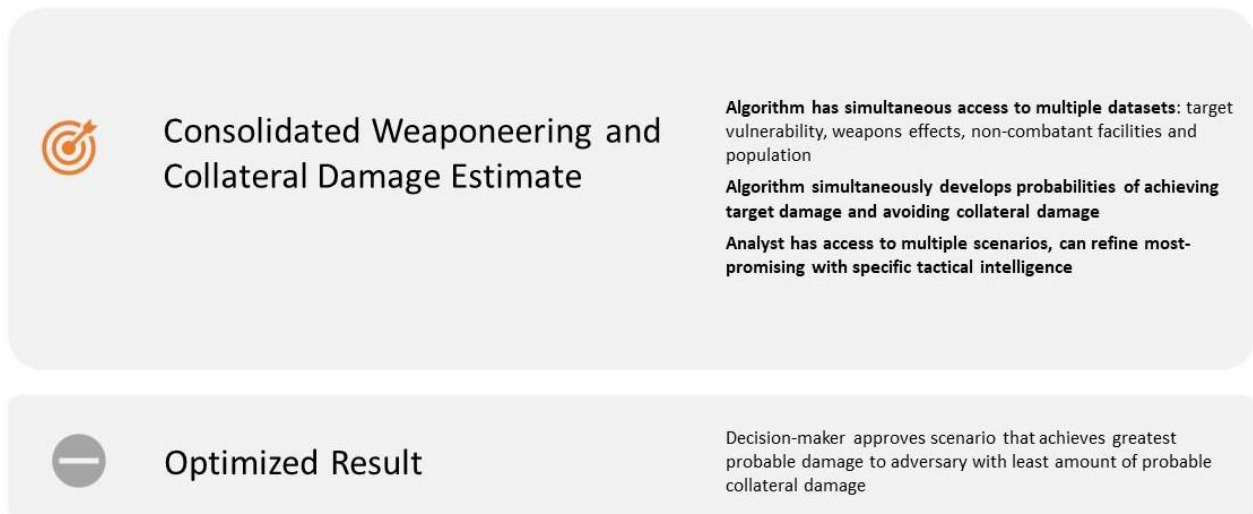 Consolidated Weaponeering and
Collateral Damage Estimate
Algorithm has simultaneous access to multiple datasets: target
vulnerability, weapons effects, non-combatant facilities and
population
Algorithm simultaneously develops probabilities of achieving
target damage and avoiding collateral damage
Analyst has access to multiple scenarios, can refine most-
promising with specific tactical intelligence
Optimized Result
Decision-maker approves scenario that achieves greatest
probable damage to adversary with least amount of probable
collateral damage